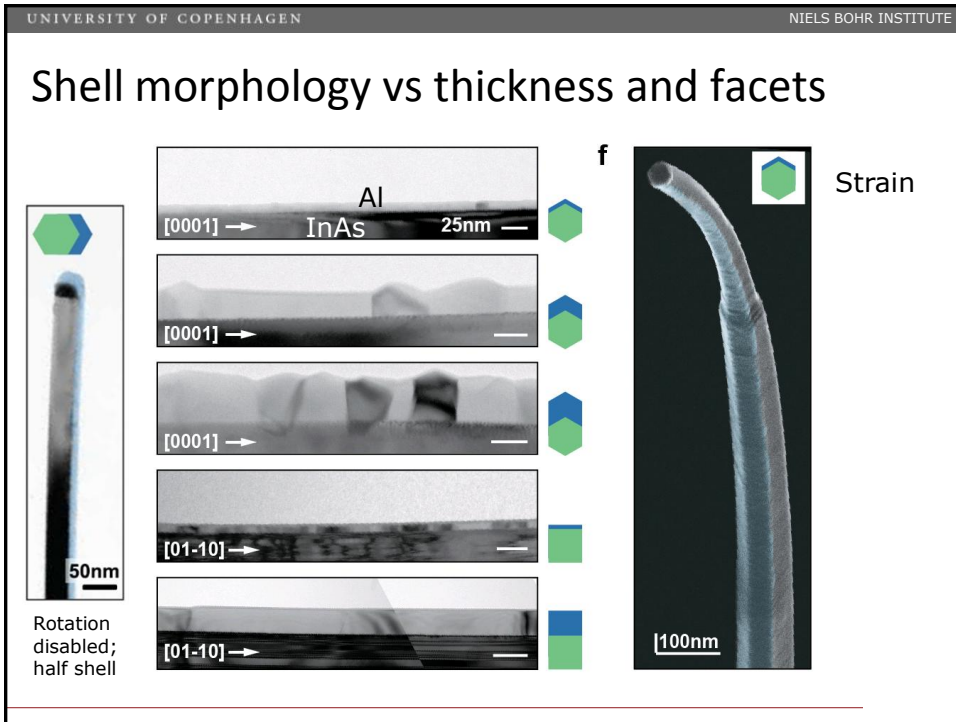 UNIVERSITY OF COPENHAGEN
NIELS BOHR INSTITUTE
Shell morphology vs thickness and facets
50nm
Rotation
disabled;
half shell
Al
[0001]
InAs
25nm
[0001]
[0001]
[01-10]
[01-10]
f
100nm
Strain